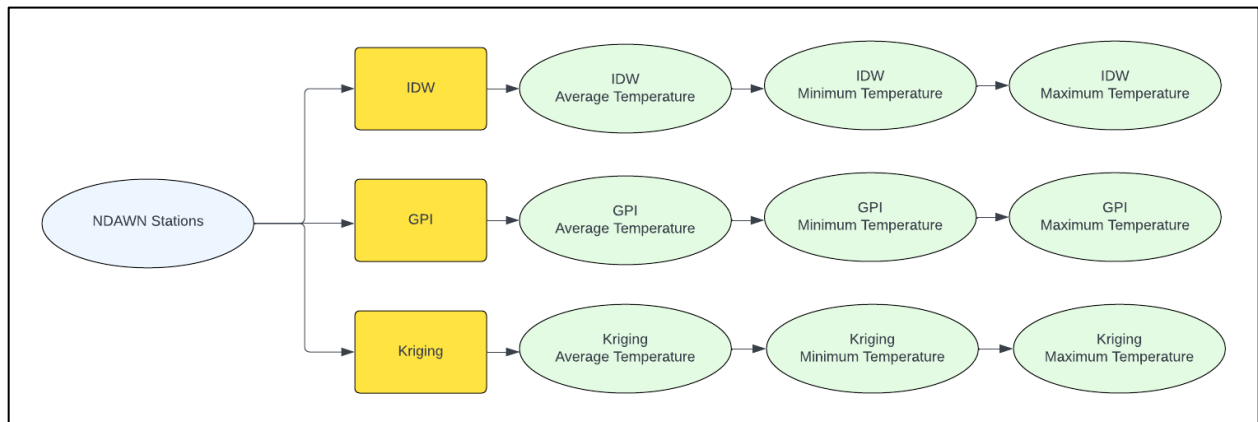 IDW
IDW
Average Temperature
IDW
Minimum Temperature
IDW
Maximum Temperature
NDAWN Stations
GPI
GPI
Average Temperature
GPI
Minimum Temperature
GPI
Maximum Temperature
Kriging
Kriging
Average Temperature
Kriging
Minimum Temperature
Kriging
Maximum Temperature